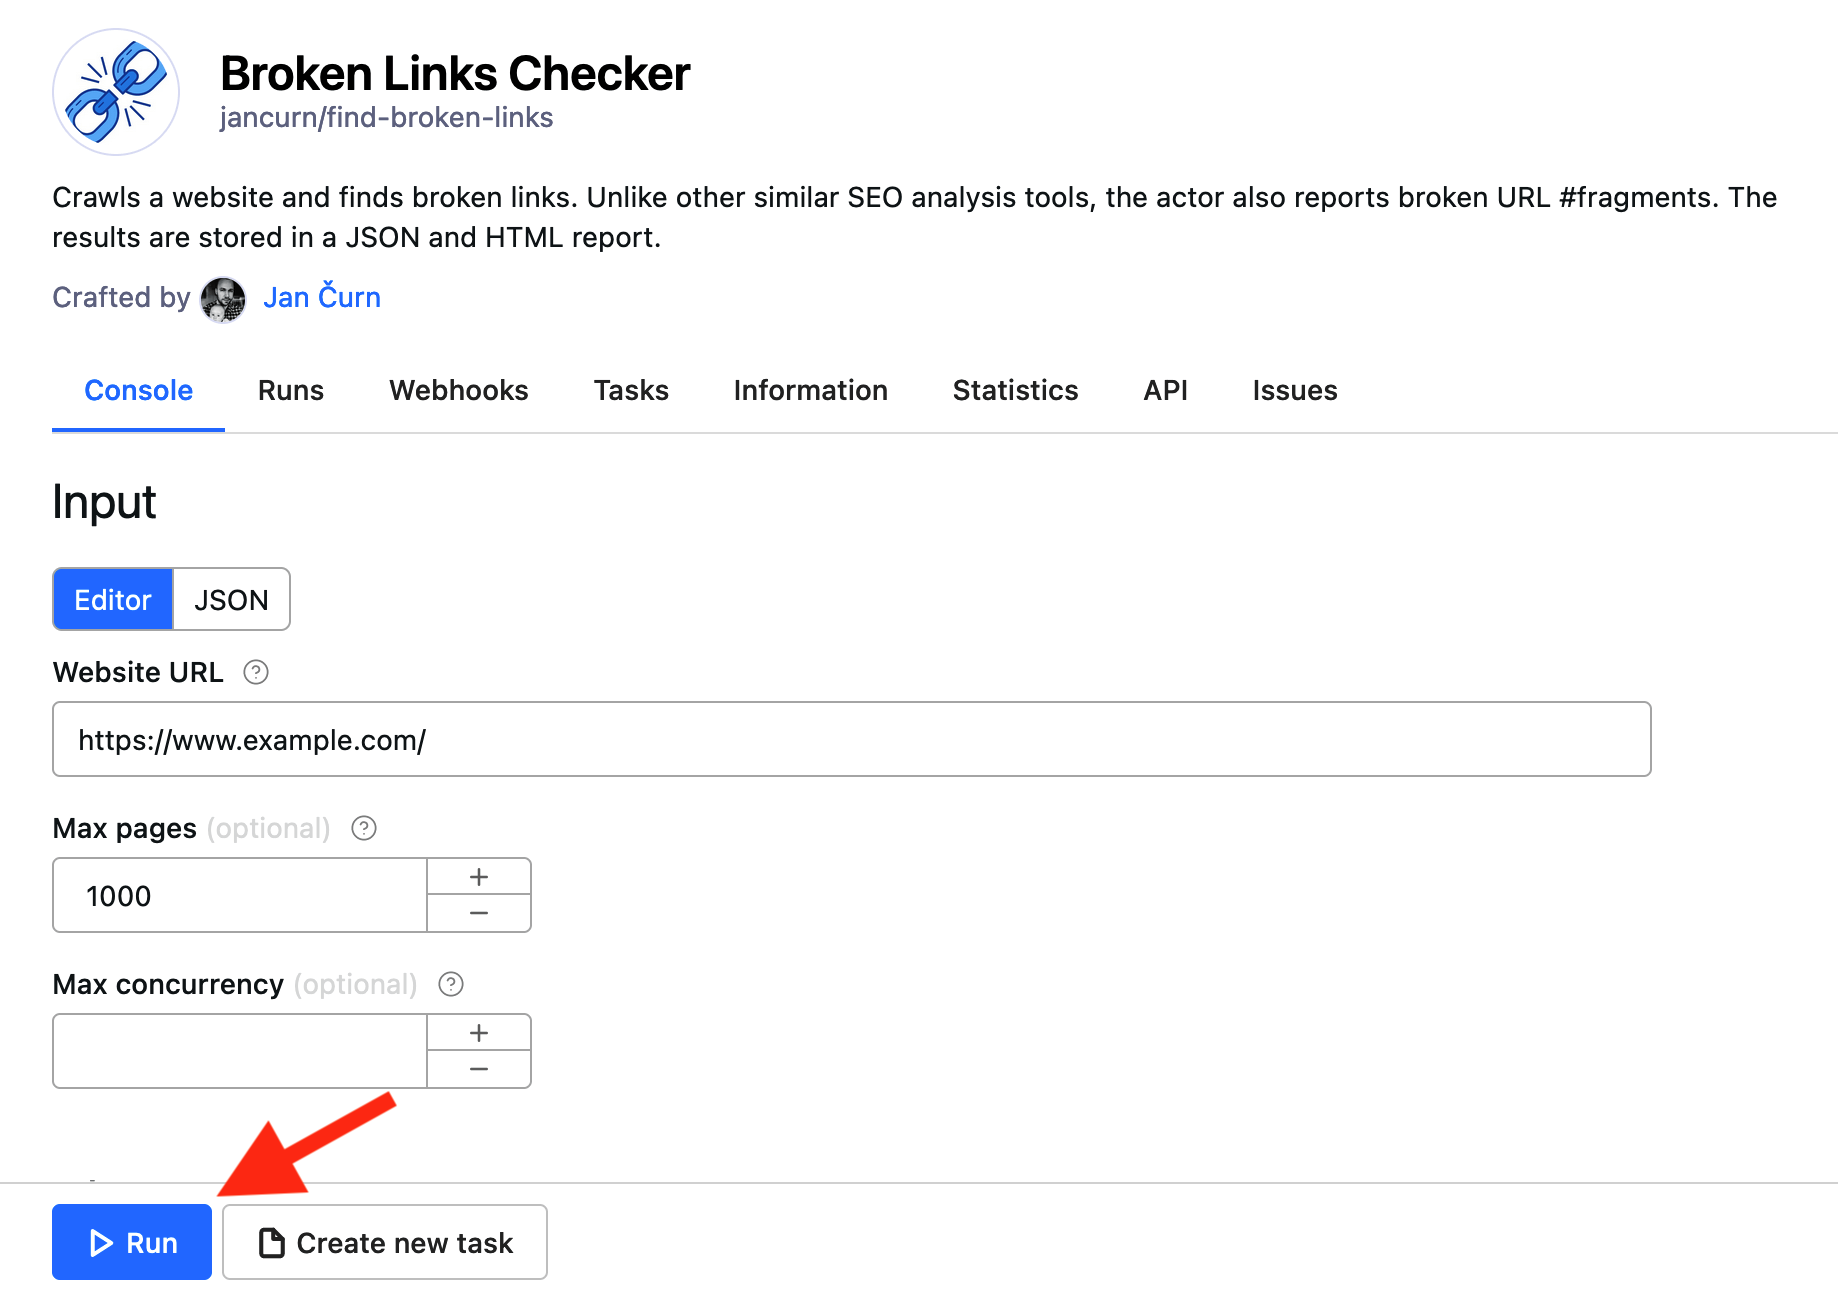 Broken Links Checker
jancurn/find-broken-links
Crawls a website and finds broken links. Unlike other similar SEO analysis tools, the actor also reports broken URL #fragments. The
results are stored in a JSON and HTML report.
Crafted by Jan Čurn
Console Runs Webhooks Tasks Information Statistics API Issues
Input
Editor JSON
Website URL ?
https://www.example.com/
Max pages (optional) ?
1000 +
−
Max concurrency (optional) ?
+
−
Run Create new task